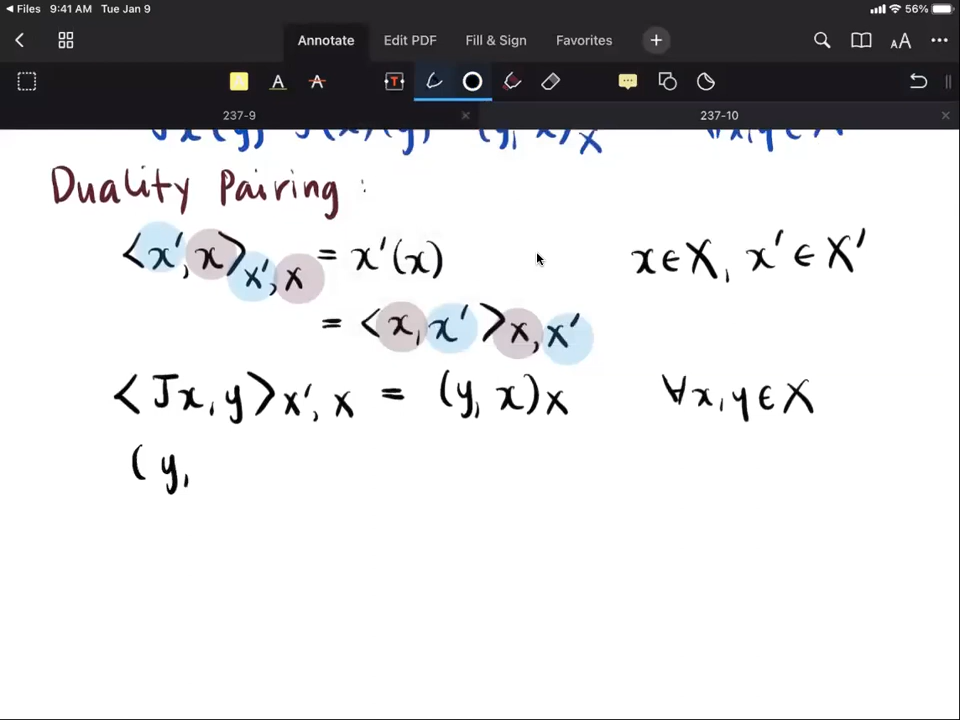 Files 9:41 AM Tue Jan 9 56%
Annotate Edit PDF Fill & Sign Favorites
237-9 237-10
Jx(y) J(x)(y) (y, x)X ∀x,y∈X
Duality Pairing :
<x', x>X', X = x'(x) x∈X, x'∈X'
= <x, x'>X, X'
<Jx, y>X', X = (y, x)X ∀x, y∈X
(y,